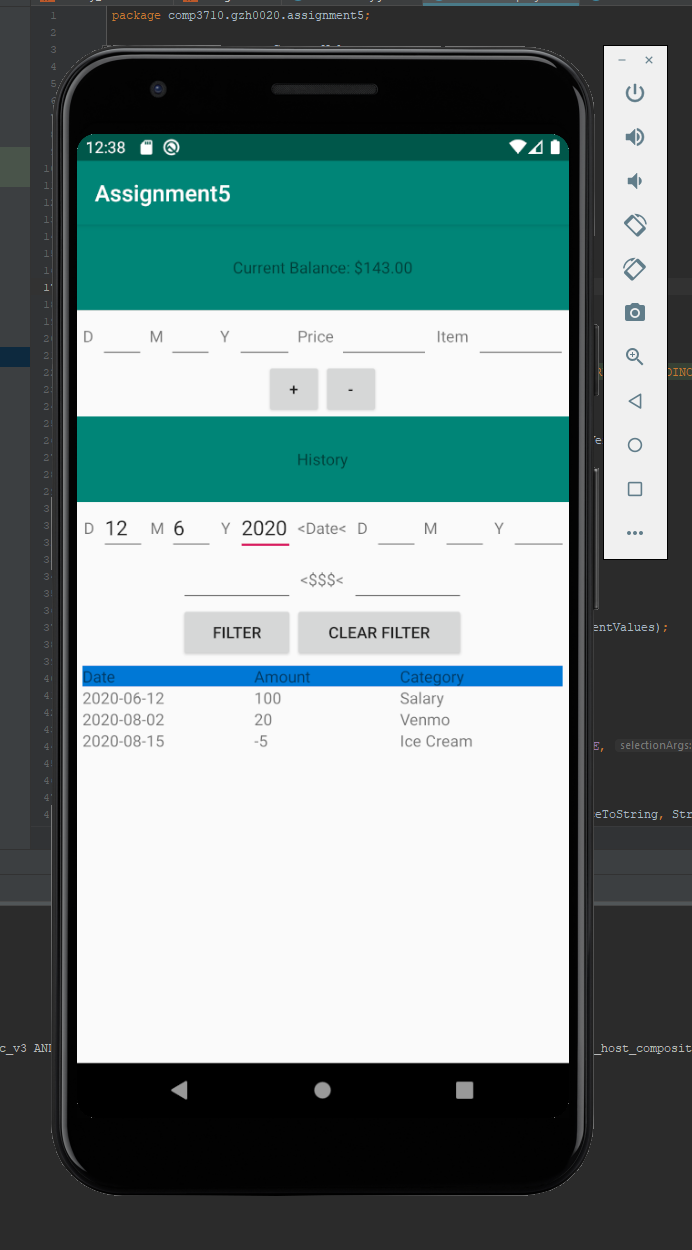 package comp3710.gzh0020.assignment5;
12:38
Assignment5
Current Balance: $143.00
D M Y Price Item
+ -
History
D 12 M 6 Y 2020 <Date< D M Y
<$$$<
FILTER CLEAR FILTER
entValues);
Date Amount Category
2020-06-12 100 Salary
2020-08-02 20 Venmo
2020-08-15 -5 Ice Cream
E, selectionArgs:
eToString, Str
c_v3 AND _host_composit